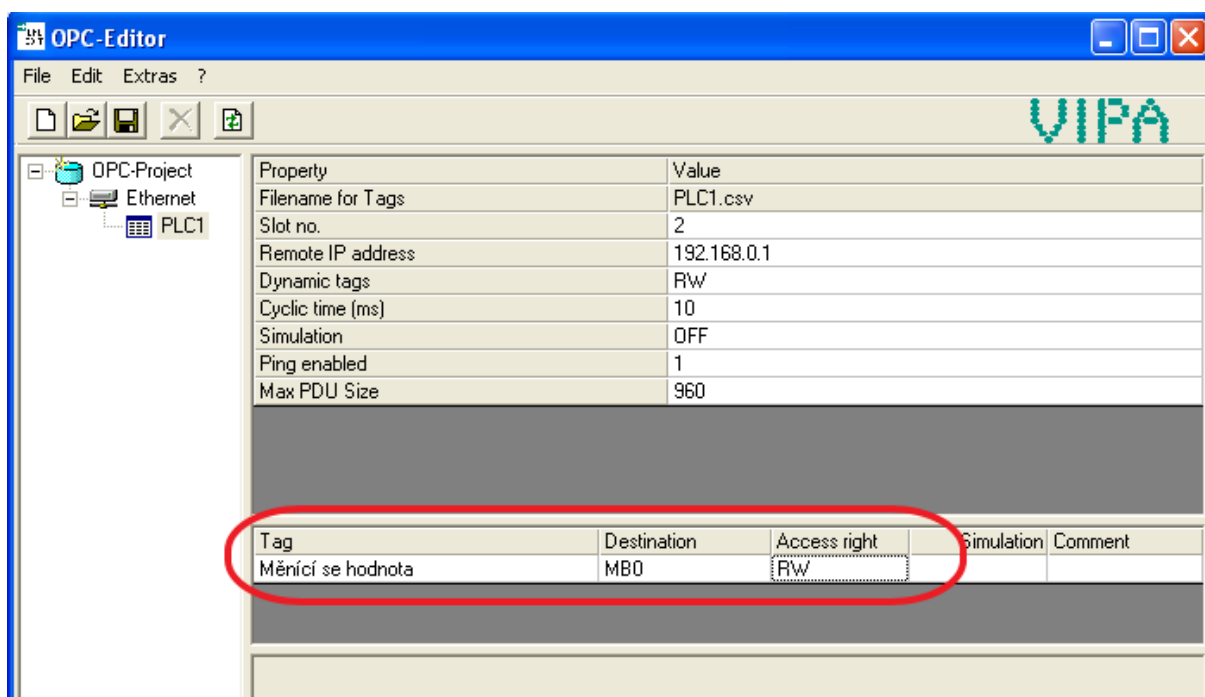 OPC-Editor
File Edit Extras ?
VIPA
OPC-Project
Ethernet
PLC1
Property Value
Filename for Tags PLC1.csv
Slot no. 2
Remote IP address 192.168.0.1
Dynamic tags RW
Cyclic time (ms) 10
Simulation OFF
Ping enabled 1
Max PDU Size 960
Tag Destination Access right Simulation Comment
Měnící se hodnota MB0 RW